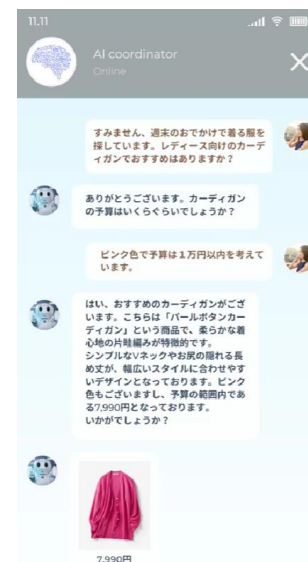 11.11
AI coordinator
Online
すみません、週末のおでかけで着る服を
探しています。レディース向けのカーデ
ィガンでおすすめはありますか？
ありがとうございます。カーディガン
の予算はいくらぐらいでしょうか？
ピンク色で予算は１万円以内を考えて
います。
はい、おすすめのカーディガンがござ
います。こちらは「パールボタンカー
ディガン」という商品で、柔らかな着
心地の片畦編みが特徴的です。
シンプルなVネックやお尻の隠れる長
め丈が、幅広いスタイルに合わせやす
いデザインとなっております。ピンク
色もございますし、予算の範囲内であ
る7,990円となっております。
いかがでしょうか？
7,990円